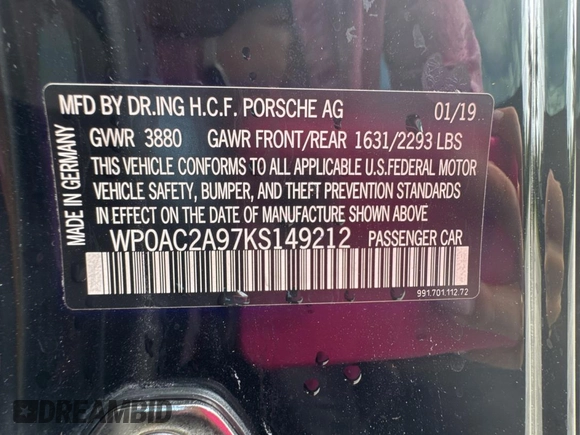 MFD BY DR.ING H.C.F. PORSCHE AG 01/19
GVWR 3880 GAWR FRONT/REAR 1631/2293 LBS
THIS VEHICLE CONFORMS TO ALL APPLICABLE U.S.FEDERAL MOTOR
VEHICLE SAFETY, BUMPER, AND THEFT PREVENTION STANDARDS
IN EFFECT ON THE DATE OF MANUFACTURE SHOWN ABOVE
WP0AC2A97KS149212 PASSENGER CAR
991.701.112.72
MADE IN GERMANY
DREAMBID